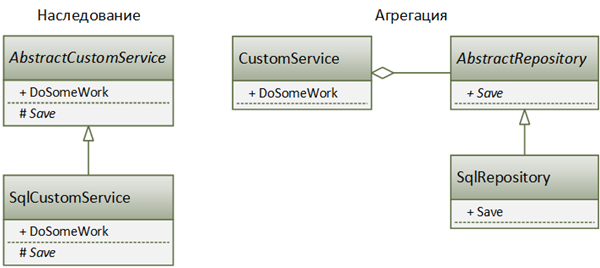 Наследование
AbstractCustomService
+ DoSomeWork
# Save
SqlCustomService
+ DoSomeWork
# Save
Агрегация
CustomService
+ DoSomeWork
AbstractRepository
+ Save
SqlRepository
+ Save